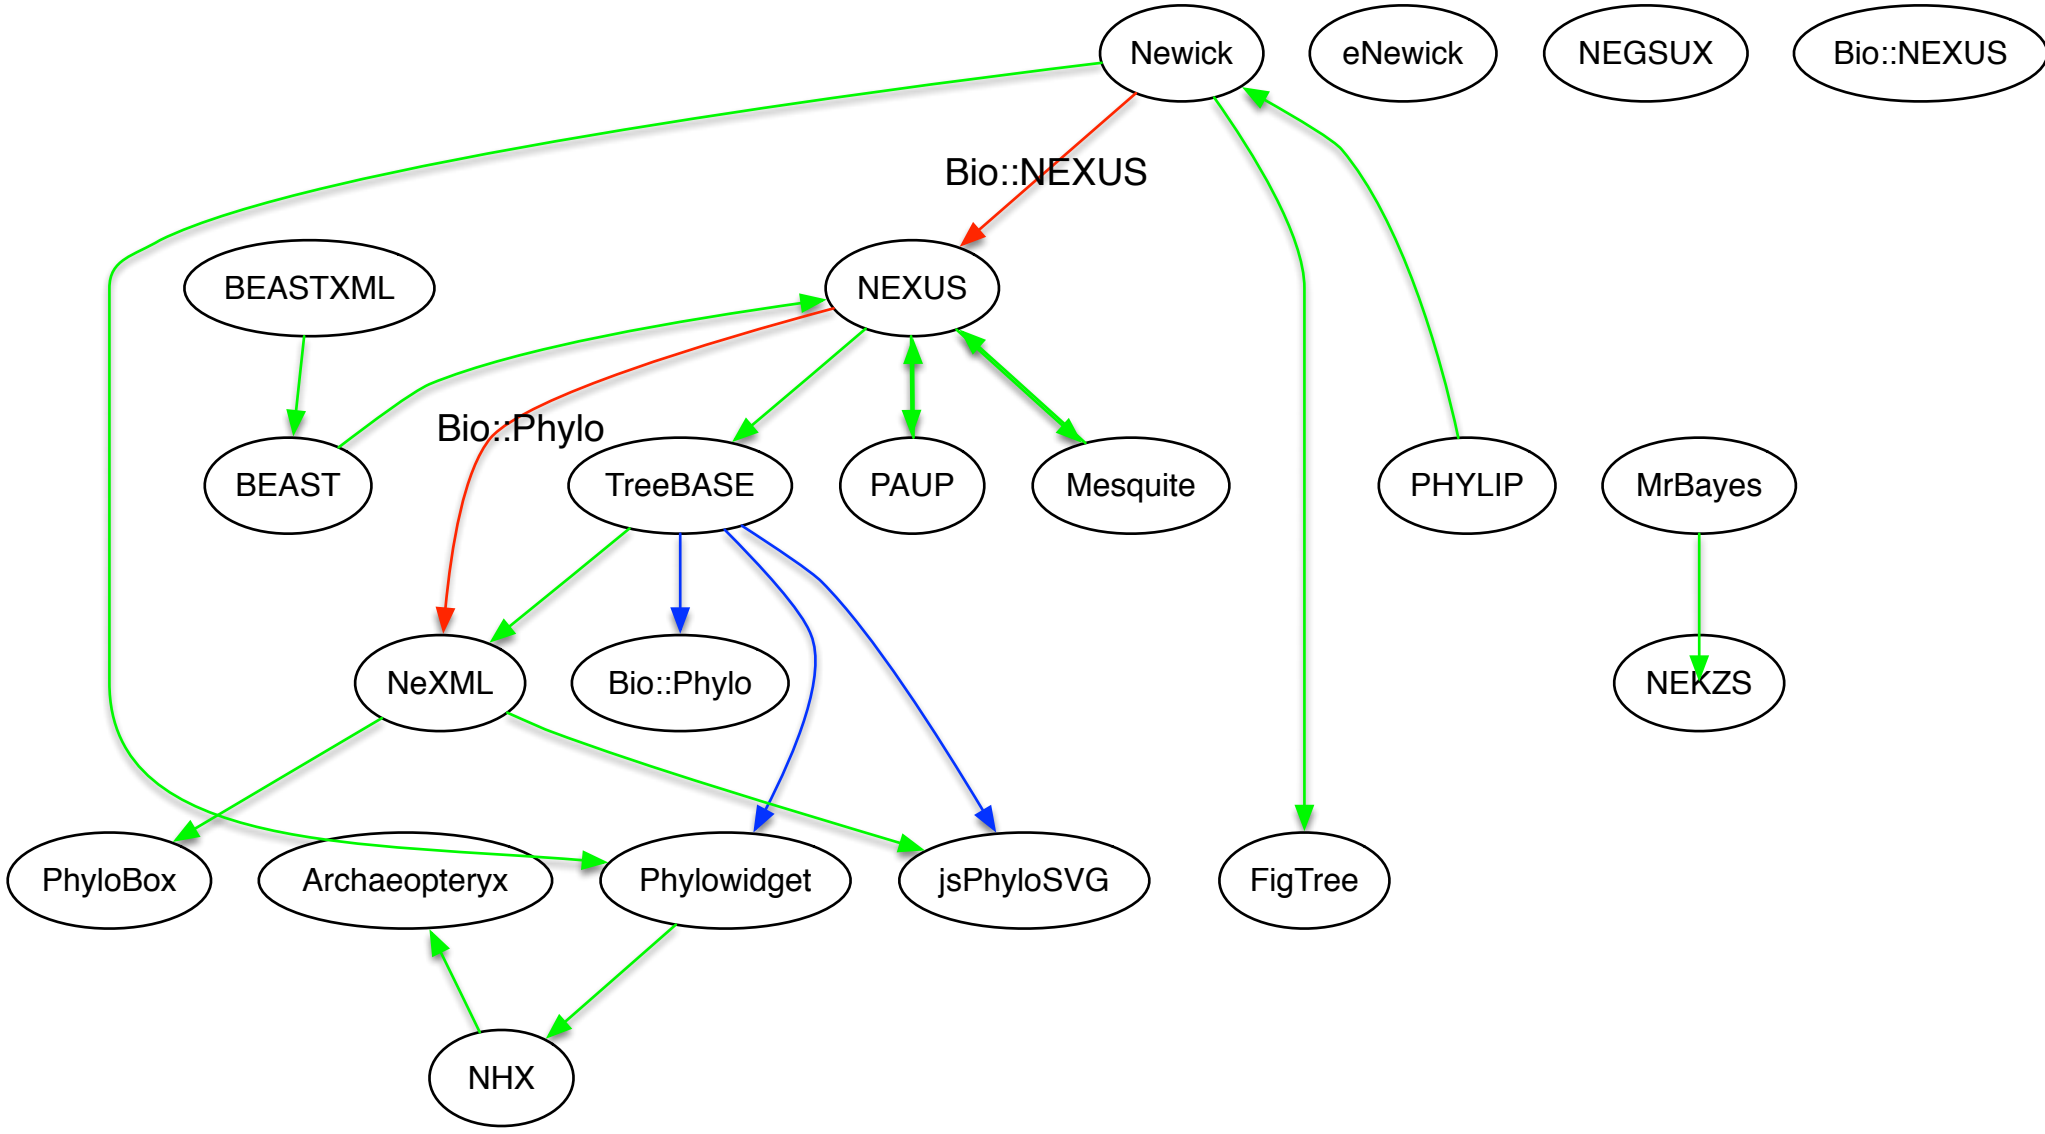 Newick
eNewick
NEGSUX
Bio::NEXUS
Bio::NEXUS
BEASTXML
NEXUS
Bio::Phylo
BEAST
TreeBASE
PAUP
Mesquite
PHYLIP
MrBayes
NeXML
Bio::Phylo
NEKZS
PhyloBox
Archaeopteryx
Phylowidget
jsPhyloSVG
FigTree
NHX